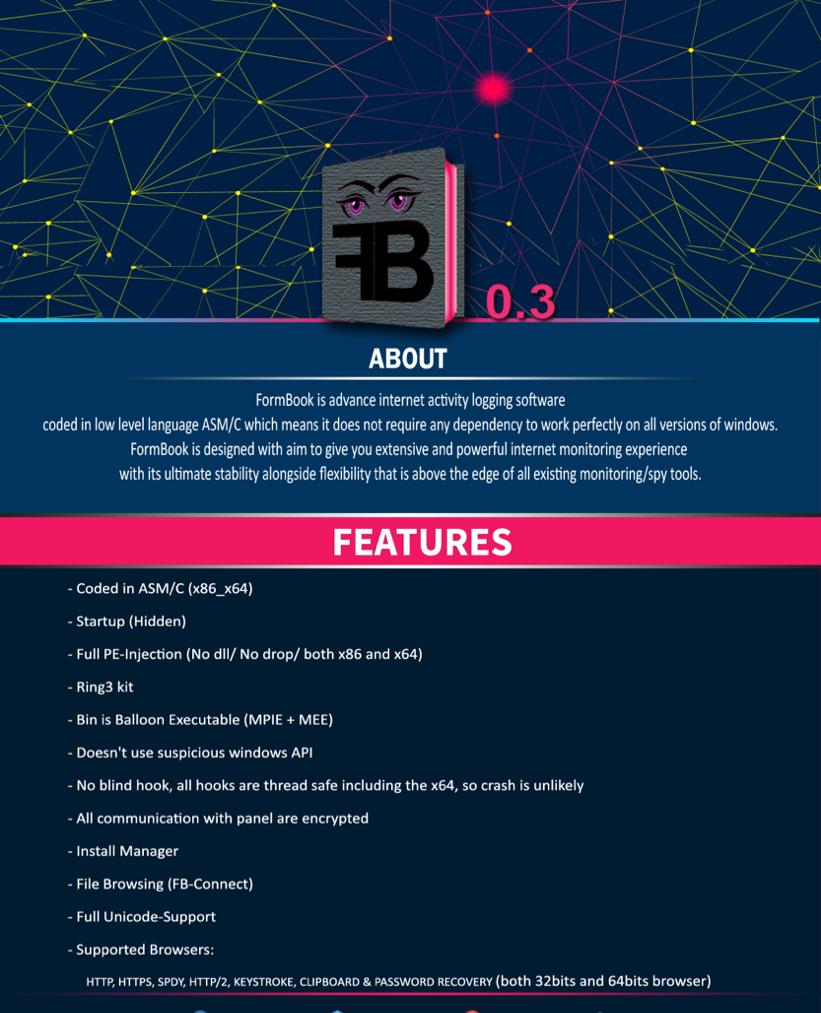 FB
0.3
ABOUT
FormBook is advance internet activity logging software
coded in low level language ASM/C which means it does not require any dependency to work perfectly on all versions of windows.
FormBook is designed with aim to give you extensive and powerful internet monitoring experience
with its ultimate stability alongside flexibility that is above the edge of all existing monitoring/spy tools.
FEATURES
- Coded in ASM/C (x86_x64)
- Startup (Hidden)
- Full PE-Injection (No dll/ No drop/ both x86 and x64)
- Ring3 kit
- Bin is Balloon Executable (MPIE + MEE)
- Doesn't use suspicious windows API
- No blind hook, all hooks are thread safe including the x64, so crash is unlikely
- All communication with panel are encrypted
- Install Manager
- File Browsing (FB-Connect)
- Full Unicode-Support
- Supported Browsers:
HTTP, HTTPS, SPDY, HTTP/2, KEYSTROKE, CLIPBOARD & PASSWORD RECOVERY (both 32bits and 64bits browser)